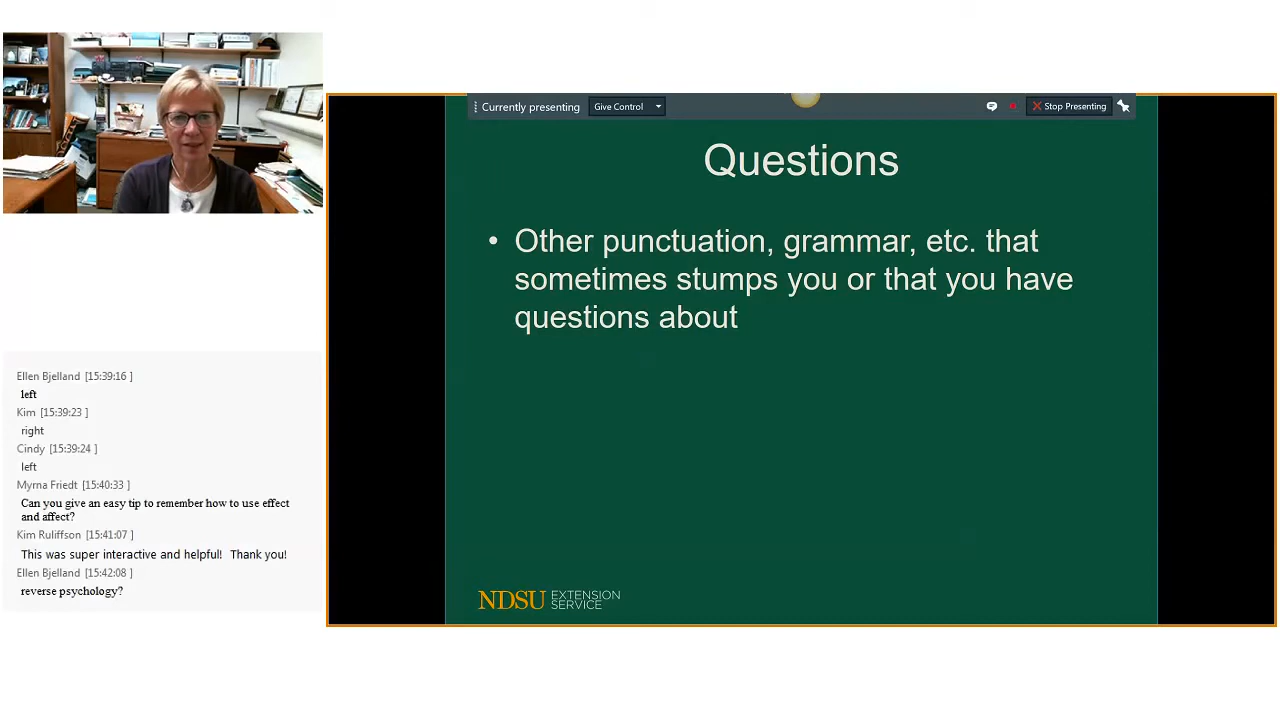 Currently presenting Give Control Stop Presenting
Questions
• Other punctuation, grammar, etc. that
sometimes stumps you or that you have
questions about
NDSU EXTENSION
SERVICE
Ellen Bjelland [15:39:16 ]
left
Kim [15:39:23 ]
right
Cindy [15:39:24 ]
left
Myrna Friedt [15:40:33 ]
Can you give an easy tip to remember how to use effect
and affect?
Kim Ruliffson [15:41:07 ]
This was super interactive and helpful!  Thank you!
Ellen Bjelland [15:42:08 ]
reverse psychology?